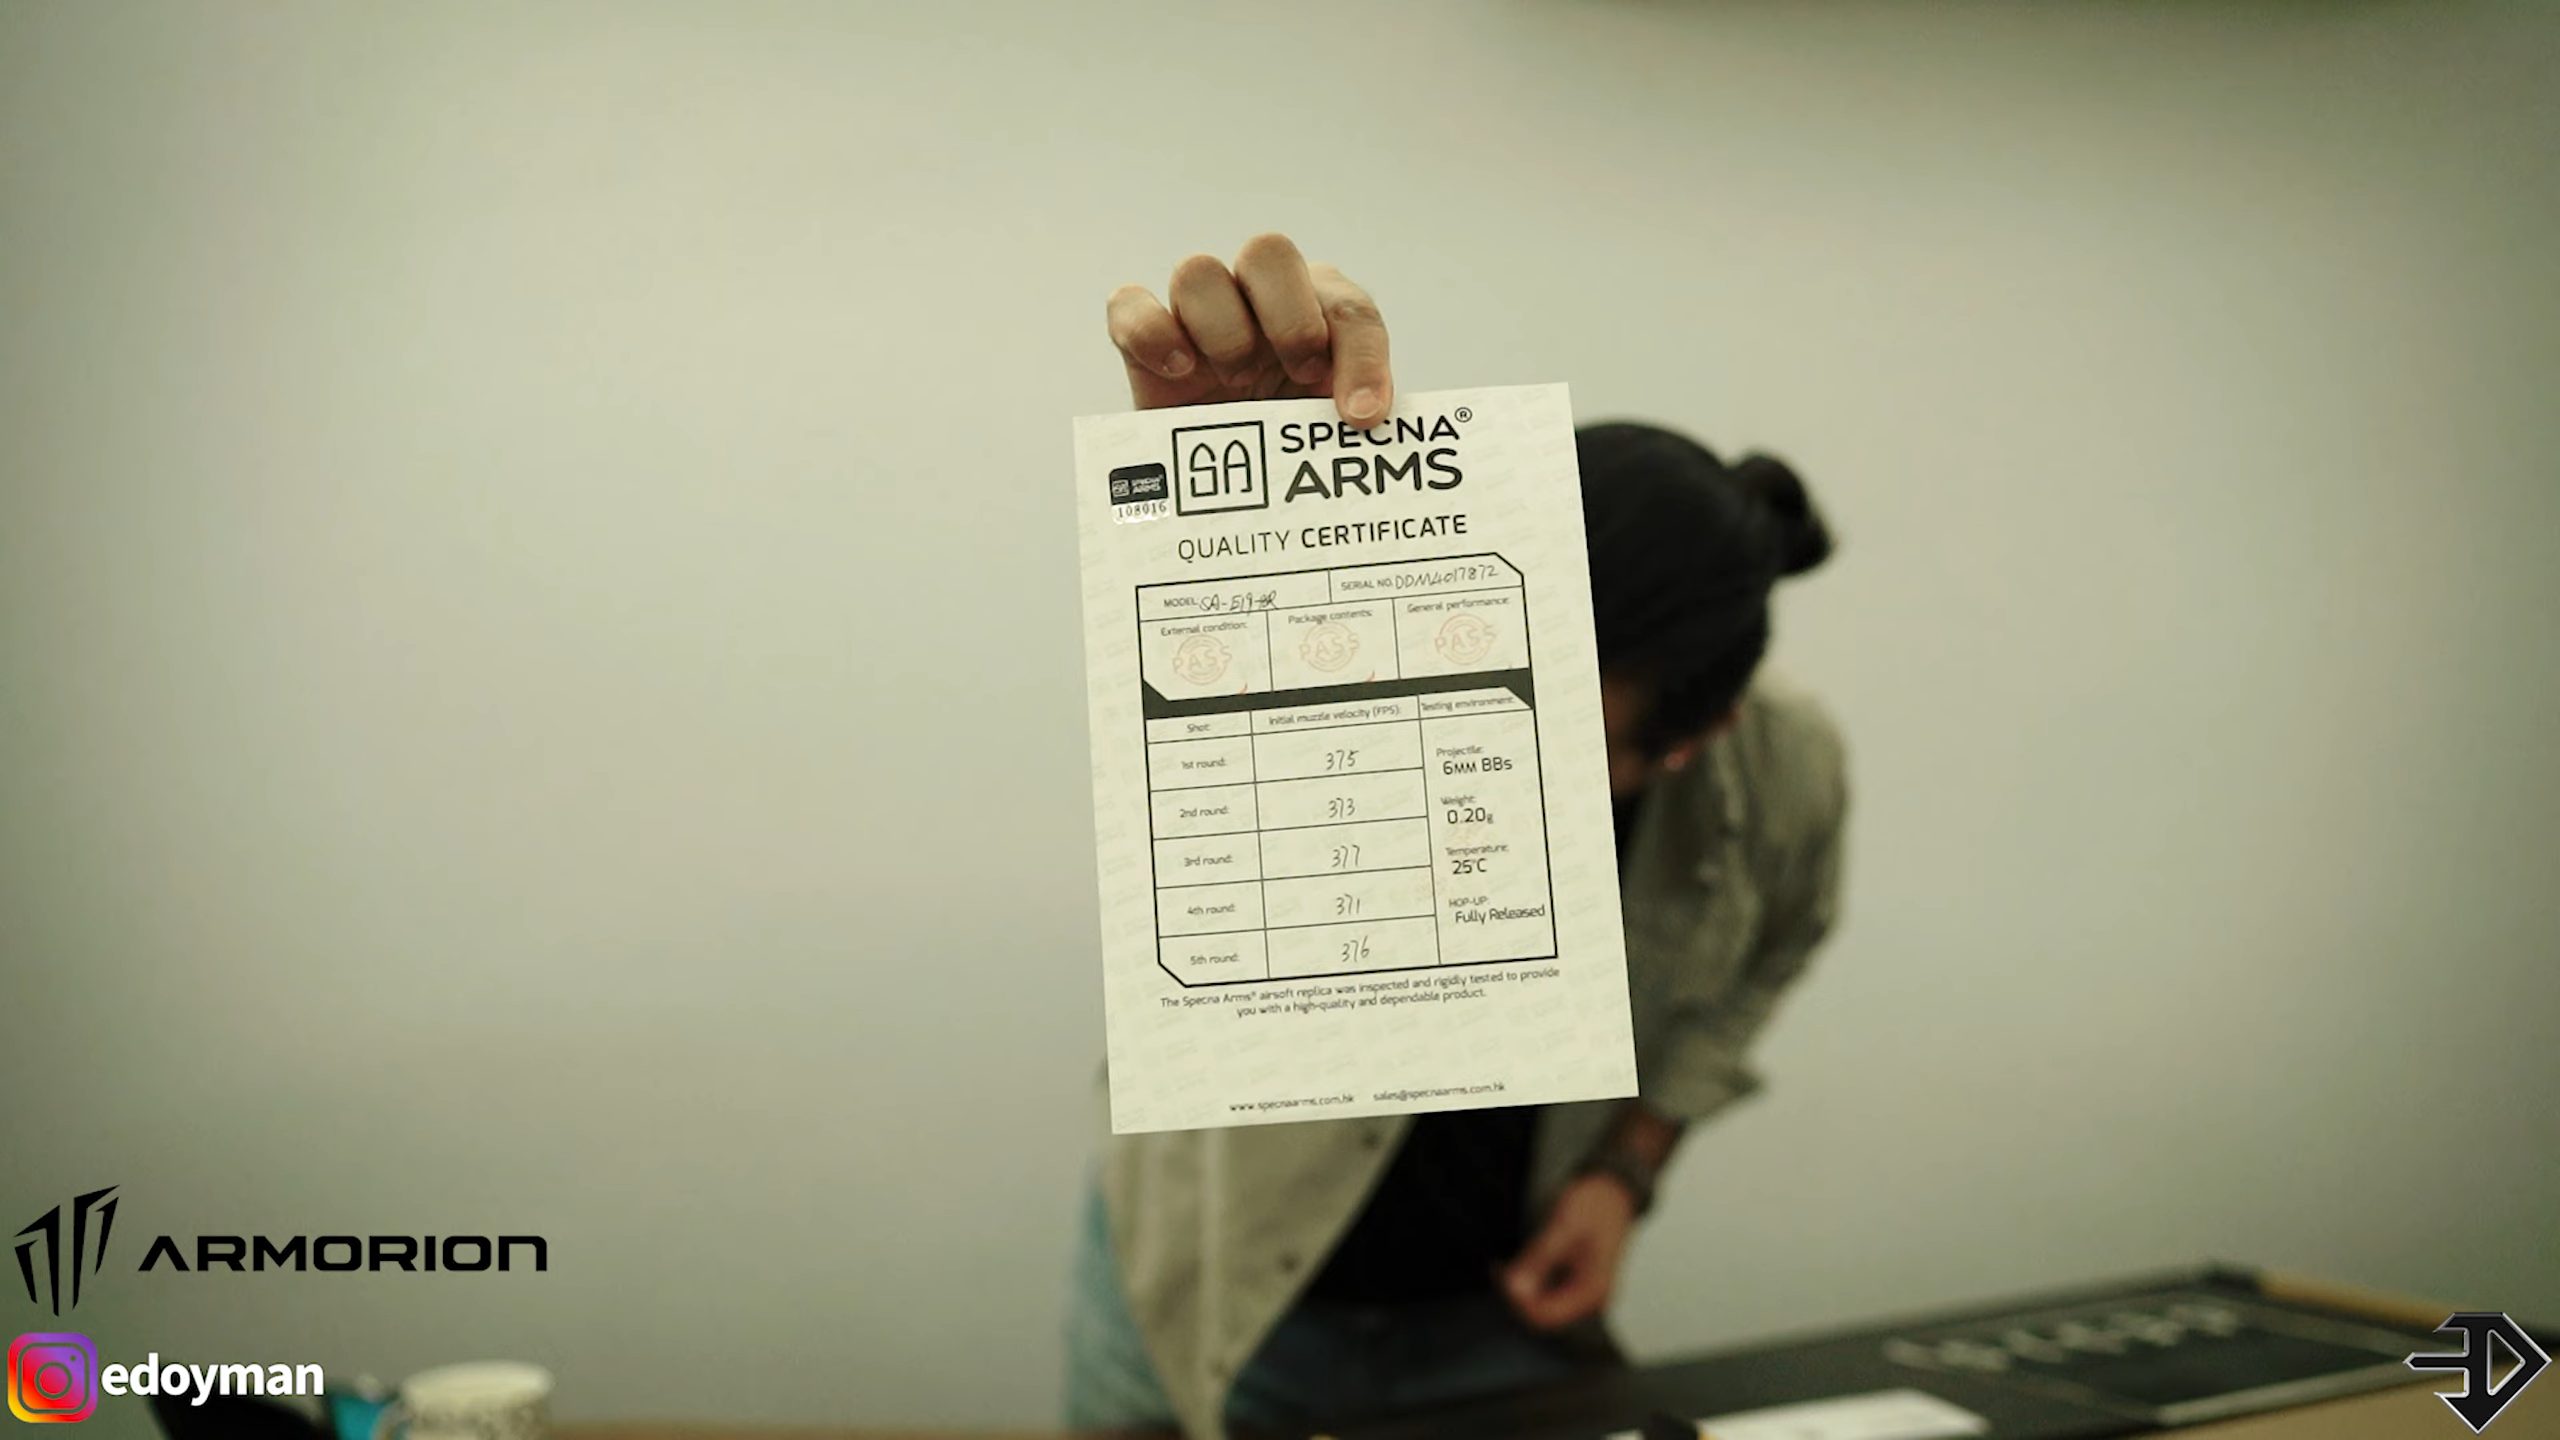 SA SPECNA®
ARMS
SPECNA ARMS
108016
QUALITY CERTIFICATE
MODEL: SA-E19-BR
SERIAL NO. DDM4017872
External condition: Package contents: General performance:
PASS PASS PASS
Shot: Initial muzzle velocity (FPS): Testing environment:
1st round: 375
2nd round: 373
3rd round: 377
4th round: 371
5th round: 376
Projectile:
6MM BBs
Weight:
0.20g
Temperature:
25°C
HOP-UP:
Fully Released
The Specna Arms® airsoft replica was inspected and rigidly tested to provide
you with a high-quality and dependable product.
www.specnaarms.com.hk sales@specnaarms.com.hk
ARMORION
edoyman